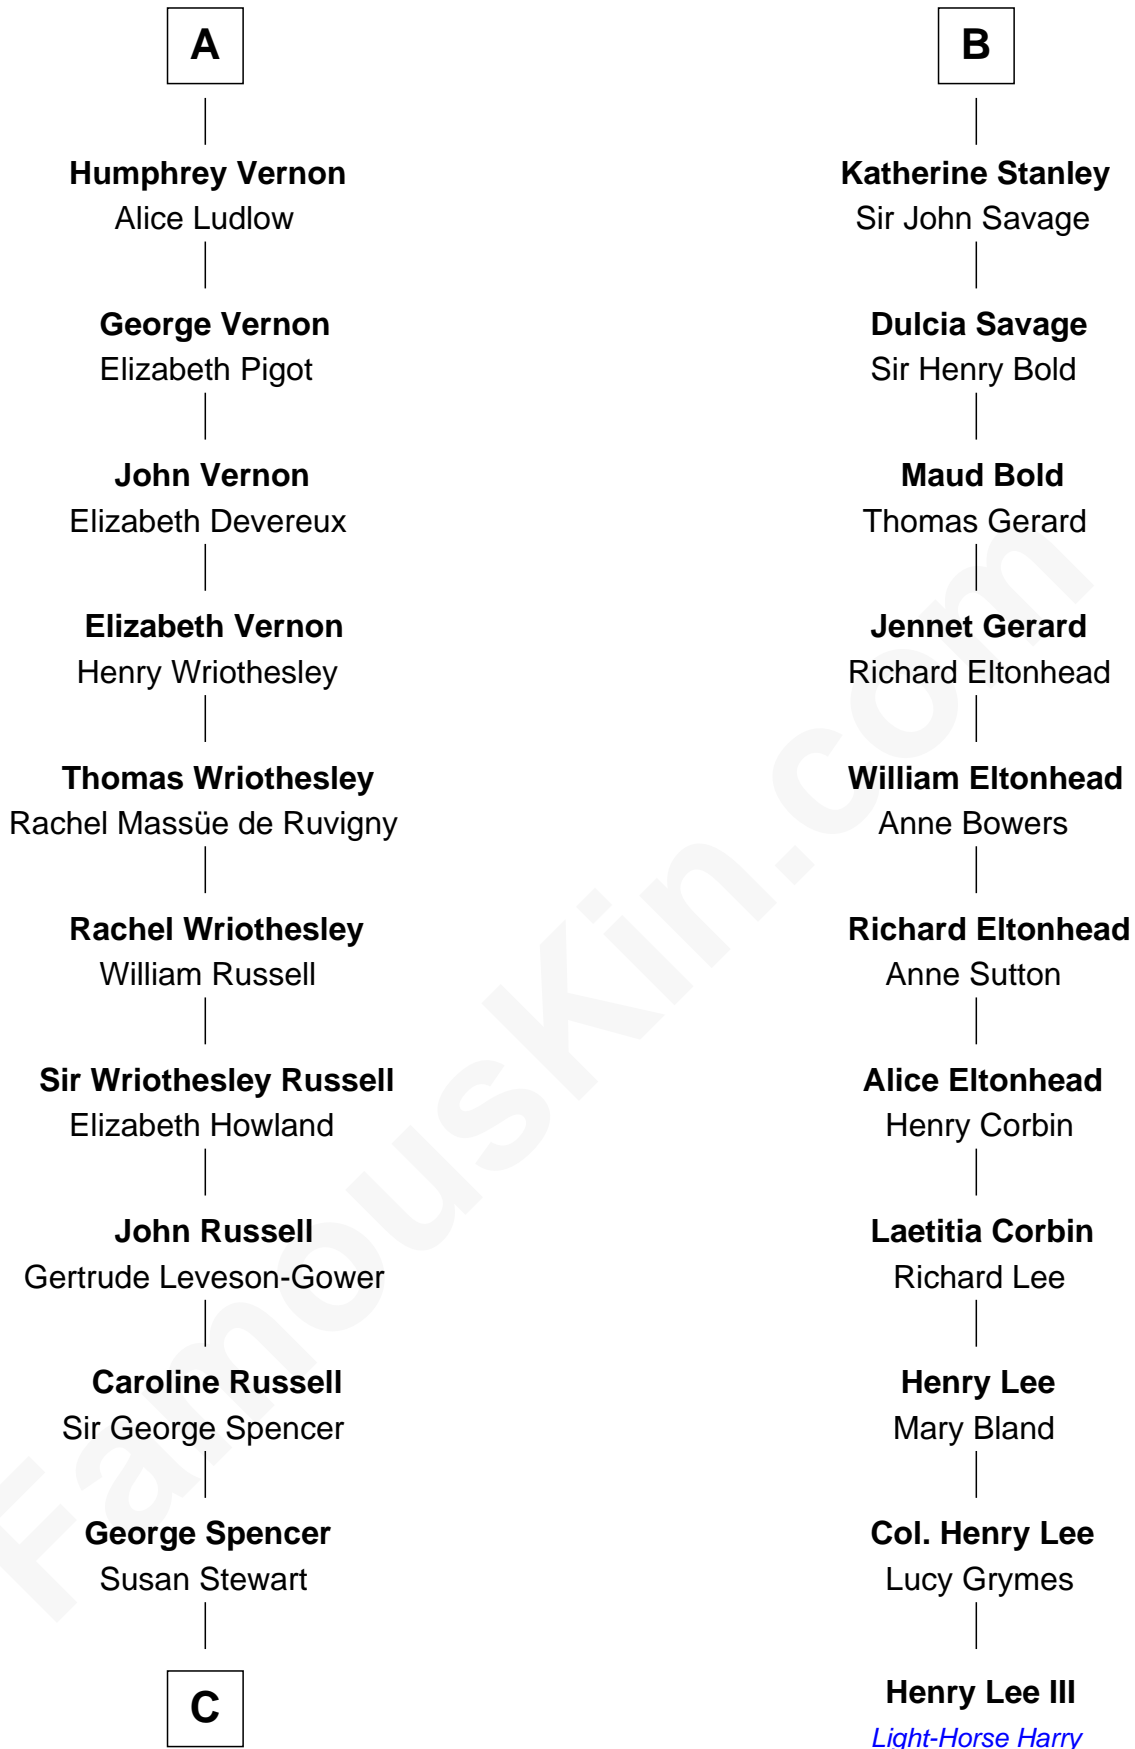 A
Humphrey Vernon
Alice Ludlow
George Vernon
Elizabeth Pigot
John Vernon
Elizabeth Devereux
Elizabeth Vernon
Henry Wriothesley
Thomas Wriothesley
Rachel Massüe de Ruvigny
Rachel Wriothesley
William Russell
Sir Wriothesley Russell
Elizabeth Howland
John Russell
Gertrude Leveson-Gower
Caroline Russell
Sir George Spencer
George Spencer
Susan Stewart
C
B
Katherine Stanley
Sir John Savage
Dulcia Savage
Sir Henry Bold
Maud Bold
Thomas Gerard
Jennet Gerard
Richard Eltonhead
William Eltonhead
Anne Bowers
Richard Eltonhead
Anne Sutton
Alice Eltonhead
Henry Corbin
Laetitia Corbin
Richard Lee
Henry Lee
Mary Bland
Col. Henry Lee
Lucy Grymes
Henry Lee III
Light-Horse Harry
FamousKin.com